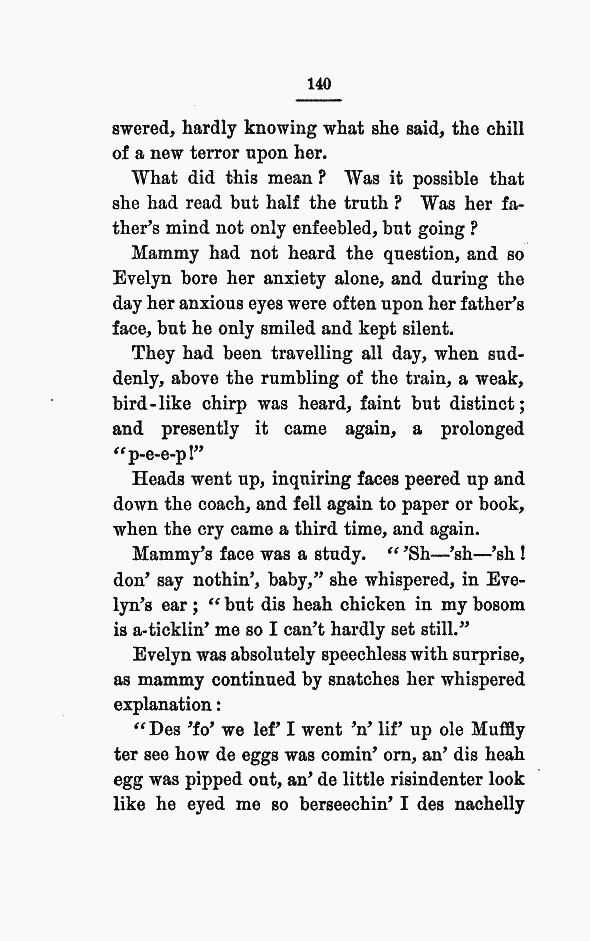 140
swered, hardly knowing what she said, the chill
of a new terror upon her.
What did this mean? Was it possible that
she had read but half the truth? Was her fa-
ther's mind not only enfeebled, but going?
Mammy had not heard the question, and so
Evelyn bore her anxiety alone, and during the
day her anxious eyes were often upon her father's
face, but he only smiled and kept silent.
They had been travelling all day, when sud-
denly, above the rumbling of the train, a weak,
bird-like chirp was heard, faint but distinct;
and presently it came again, a prolonged
“p-e-e-p!”
Heads went up, inquiring faces peered up and
down the coach, and fell again to paper or book,
when the cry came a third time, and again.
Mammy's face was a study. “'Sh—'sh—'sh!
don' say nothin', baby,” she whispered, in Eve-
lyn's ear; “but dis heah chicken in my bosom
is a-ticklin' me so I can't hardly set still.”
Evelyn was absolutely speechless with surprise,
as mammy continued by snatches her whispered
explanation:
“Des 'fo' we lef' I went 'n' lif' up ole Muffly
ter see how de eggs was comin' orn, an' dis heah
egg was pipped out, an' de little risindenter look
like he eyed me so berseechin' I des nachelly